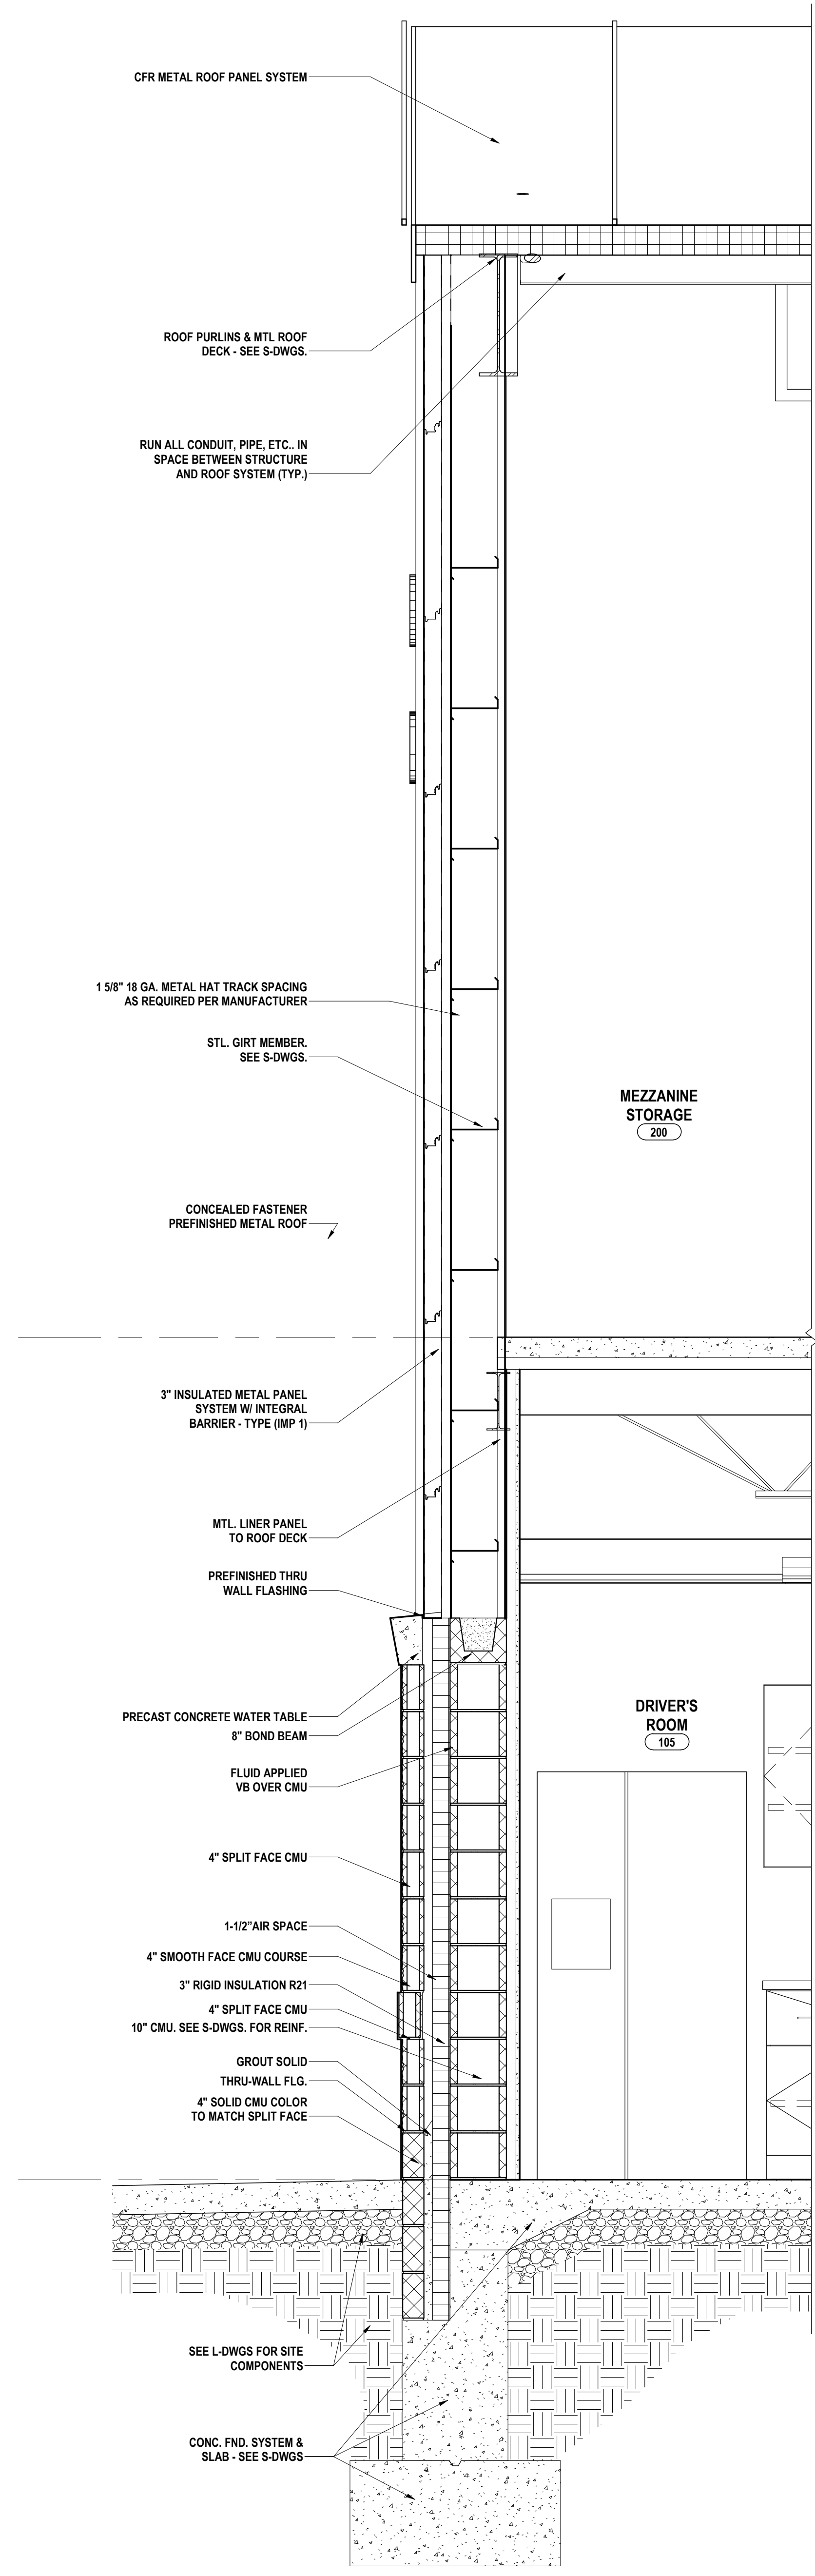 CFR METAL ROOF PANEL SYSTEM
ROOF PURLINS & MTL ROOF
DECK - SEE S-DWGS.
RUN ALL CONDUIT, PIPE, ETC.. IN
SPACE BETWEEN STRUCTURE
AND ROOF SYSTEM (TYP.)
1 5/8" 18 GA. METAL HAT TRACK SPACING
AS REQUIRED PER MANUFACTURER
STL. GIRT MEMBER.
SEE S-DWGS.
MEZZANINE
STORAGE
200
CONCEALED FASTENER
PREFINISHED METAL ROOF
3" INSULATED METAL PANEL
SYSTEM W/ INTEGRAL
BARRIER - TYPE (IMP 1)
MTL. LINER PANEL
TO ROOF DECK
PREFINISHED THRU
WALL FLASHING
PRECAST CONCRETE WATER TABLE
8" BOND BEAM
DRIVER'S
ROOM
105
FLUID APPLIED
VB OVER CMU
4" SPLIT FACE CMU
1-1/2"AIR SPACE
4" SMOOTH FACE CMU COURSE
3" RIGID INSULATION R21
4" SPLIT FACE CMU
10" CMU. SEE S-DWGS. FOR REINF.
GROUT SOLID
THRU-WALL FLG.
4" SOLID CMU COLOR
TO MATCH SPLIT FACE
SEE L-DWGS FOR SITE
COMPONENTS
CONC. FND. SYSTEM &
SLAB - SEE S-DWGS